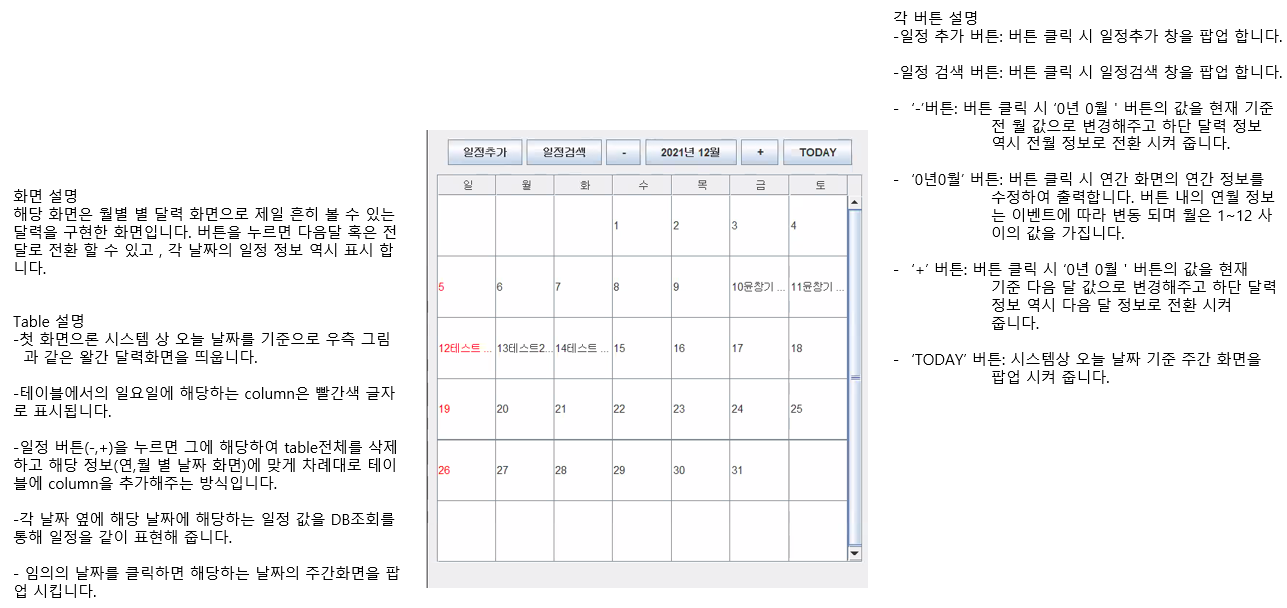 화면 설명
해당 화면은 월별 별 달력 화면으로 제일 흔히 볼 수 있는
달력을 구현한 화면입니다. 버튼을 누르면 다음달 혹은 전
달로 전환 할 수 있고 , 각 날짜의 일정 정보 역시 표시 합
니다.
Table 설명
-첫 화면으론 시스템 상 오늘 날짜를 기준으로 우측 그림
과 같은 왈간 달력화면을 띄웁니다.
-테이블에서의 일요일에 해당하는 column은 빨간색 글자
로 표시됩니다.
-일정 버튼(-,+)을 누르면 그에 해당하여 table전체를 삭제
하고 해당 정보(연,월 별 날짜 화면)에 맞게 차례대로 테이
블에 column을 추가해주는 방식입니다.
-각 날짜 옆에 해당 날짜에 해당하는 일정 값을 DB조회를
통해 일정을 같이 표현해 줍니다.
- 임의의 날짜를 클릭하면 해당하는 날짜의 주간화면을 팝
업 시킵니다.
일정추가 일정검색 - 2021년 12월 + TODAY
일 월 화 수 목 금 토
1 2 3 4
5 6 7 8 9 10윤창기 ... 11윤창기 ...
12테스트 ... 13테스트2... 14테스트 ... 15 16 17 18
19 20 21 22 23 24 25
26 27 28 29 30 31
각 버튼 설명
-일정 추가 버튼: 버튼 클릭 시 일정추가 창을 팝업 합니다.
-일정 검색 버튼: 버튼 클릭 시 일정검색 창을 팝업 합니다.
- ‘-’버튼: 버튼 클릭 시 ‘0년 0월 ' 버튼의 값을 현재 기준
전 월 값으로 변경해주고 하단 달력 정보
역시 전월 정보로 전환 시켜 줍니다.
- ‘0년0월’ 버튼: 버튼 클릭 시 연간 화면의 연간 정보를
수정하여 출력합니다. 버튼 내의 연월 정보
는 이벤트에 따라 변동 되며 월은 1~12 사
이의 값을 가집니다.
- ‘+’ 버튼: 버튼 클릭 시 ‘0년 0월 ' 버튼의 값을 현재
기준 다음 달 값으로 변경해주고 하단 달력
정보 역시 다음 달 정보로 전환 시켜
줍니다.
- ‘TODAY’ 버튼: 시스템상 오늘 날짜 기준 주간 화면을
팝업 시켜 줍니다.